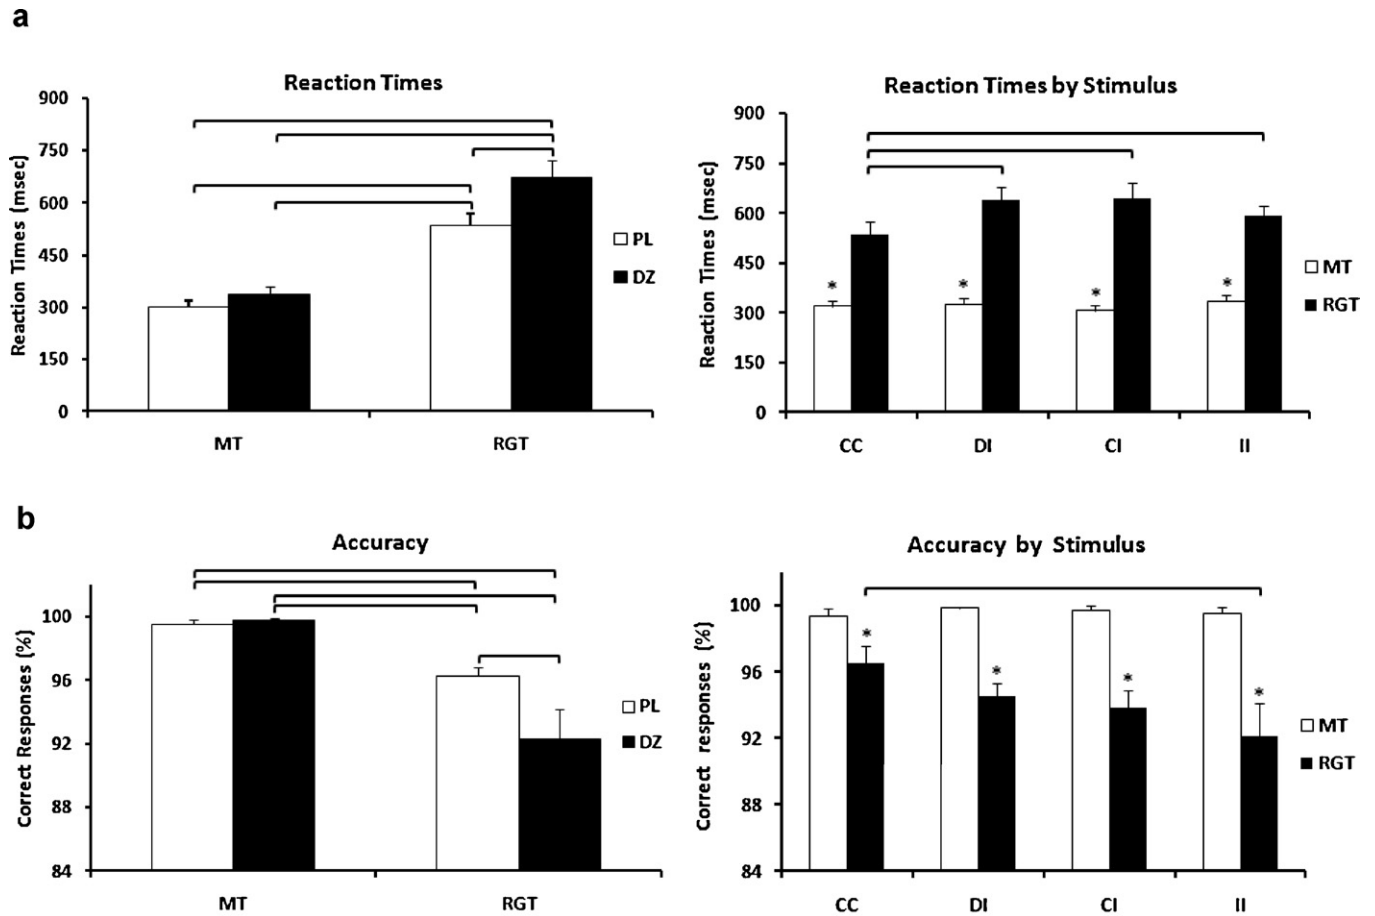 a
Reaction Times
900
750
600
450
300
150
0
Reaction Times (msec)
MT RGT
PL
DZ
Reaction Times by Stimulus
900
750
600
450
300
150
0
Reaction Times (msec)
* * * *
CC DI CI II
MT
RGT
b
Accuracy
100
96
92
88
84
Correct Responses (%)
MT RGT
PL
DZ
Accuracy by Stimulus
100
96
92
88
84
Correct responses (%)
* * * *
CC DI CI II
MT
RGT